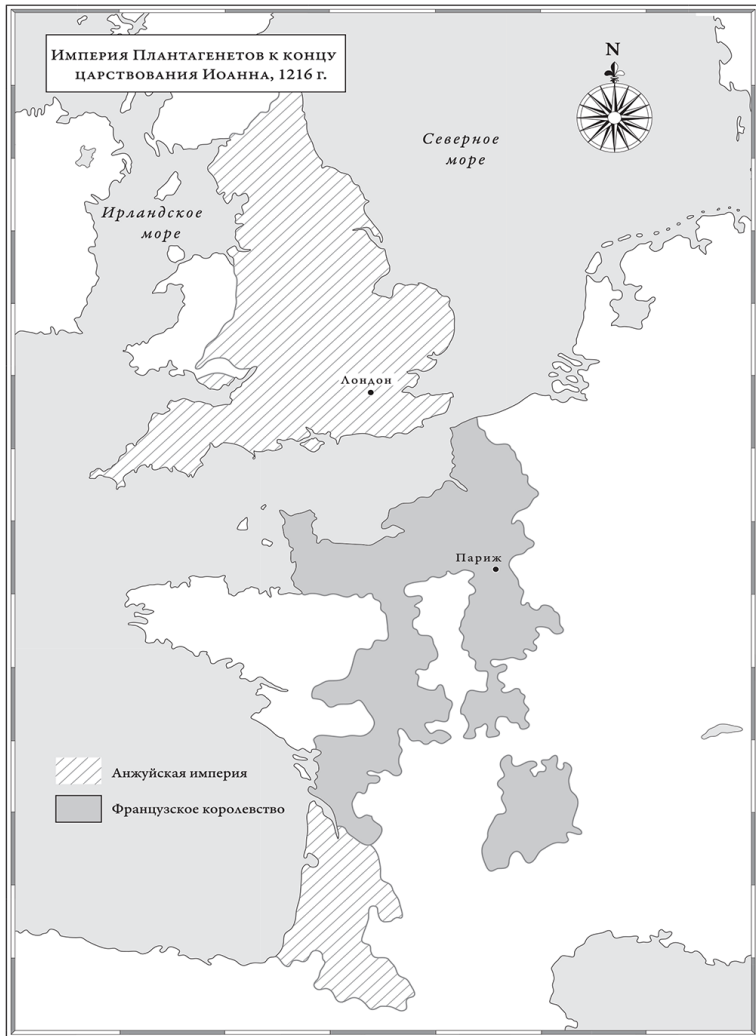 Империя Плантагенетов к концу
царствования Иоанна, 1216 г.
N
Северное
море
Ирландское
море
Лондон
Париж
Анжуйская империя
Французское королевство